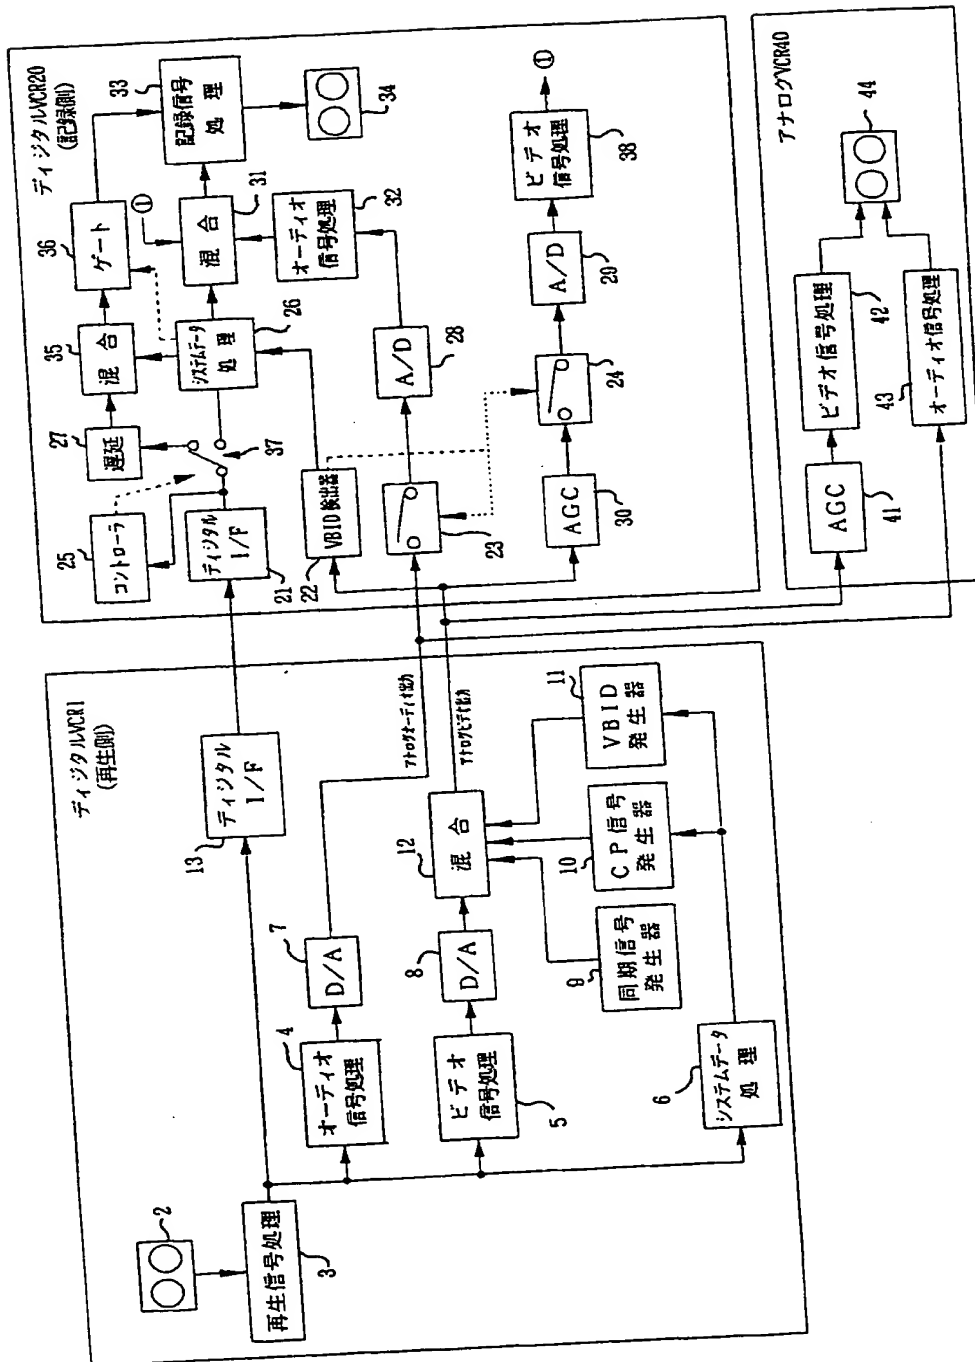 ディジタルVCR1
(再生側)
2
再生信号処理
3
オーディオ
信号処理
4
ビデオ
信号処理
5
システムデータ
処理
6
D/A
7
D/A
8
同期信号
発生器
9
CP信号
発生器
10
VBID
発生器
11
混合
12
ディジタル
I/F
13
アナログオーディオ出力
アナログビデオ出力
ディジタルVCR20
(記録側)
ディジタル
I/F
21
VBID検出器
22
23
24
コントローラ
25
システムデータ
処理
26
遅延
27
A/D
28
A/D
29
AGC
30
混合
31
オーディオ
信号処理
32
記録信号
処理
33
34
混合
35
ゲート
36
37
ビデオ
信号処理
38
①
①
アナログVCR40
AGC
41
ビデオ信号処理
42
オーディオ信号処理
43
44